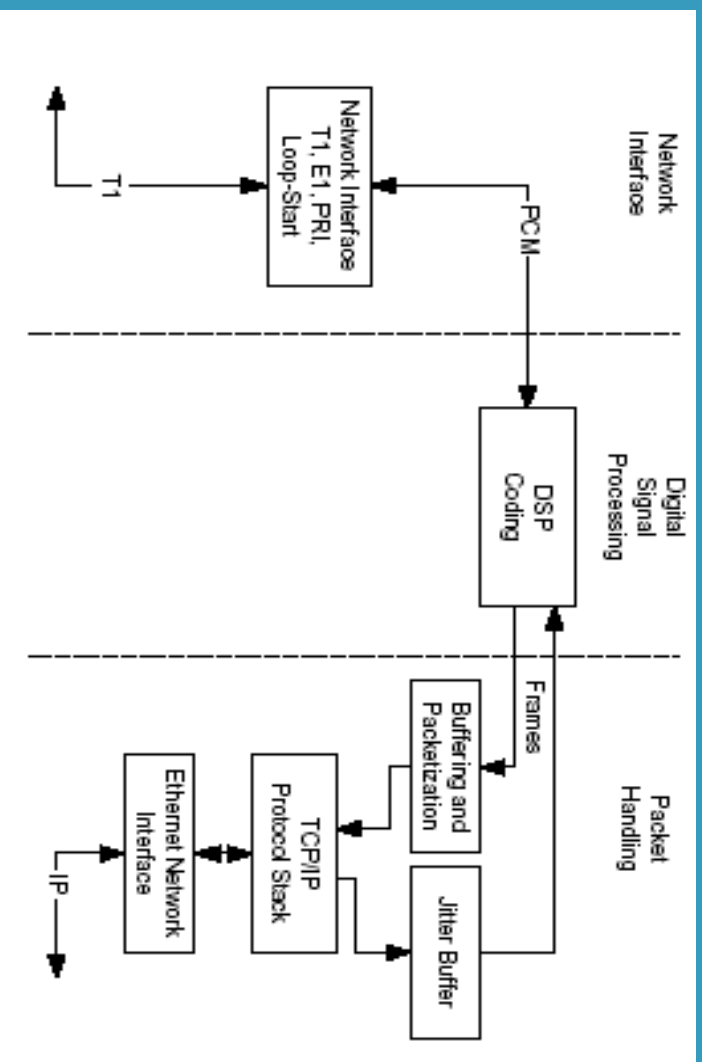 Network
Interface
Digital
Signal
Processing
Packet
Handling
PCM
DSP
Coding
Frames
Network Interface
T1, E1, PRI,
Loop-Start
Buffering and
Packetization
Jitter Buffer
TCP/IP
Protocol Stack
Ethernet Network
Interface
T1
IP